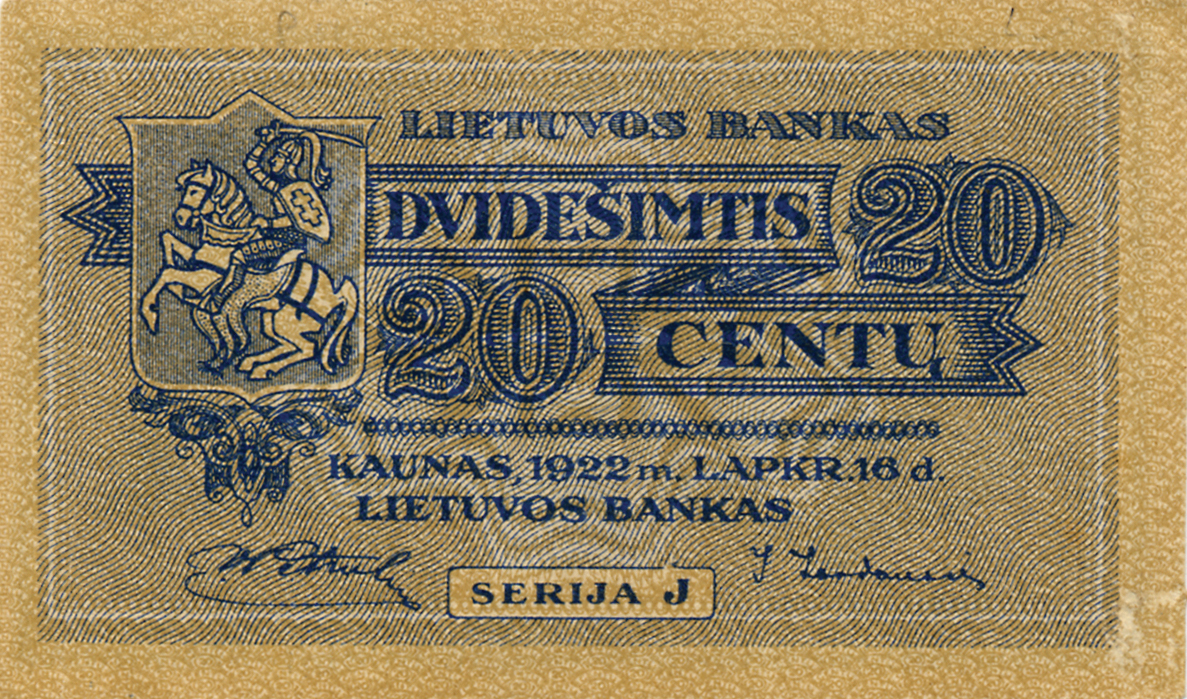 LIETUVOS BANKAS
DVIDEŠIMTIS 20
20 CENTŲ
KAUNAS, 1922 m. LAPKR. 16 d.
LIETUVOS BANKAS
SERIJA J